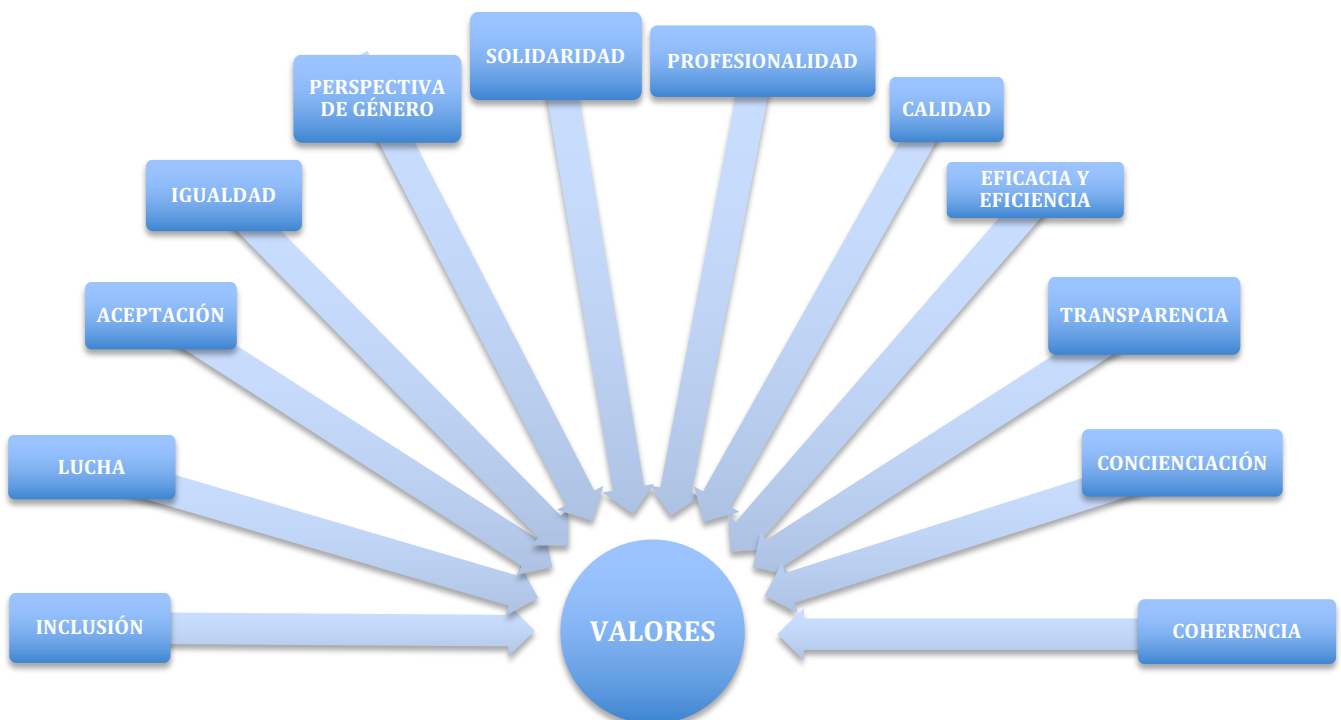 SOLIDARIDAD
PROFESIONALIDAD
PERSPECTIVA
DE GÉNERO
CALIDAD
IGUALDAD
EFICACIA Y
EFICIENCIA
ACEPTACIÓN
TRANSPARENCIA
LUCHA
CONCIENCIACIÓN
INCLUSIÓN
VALORES
COHERENCIA